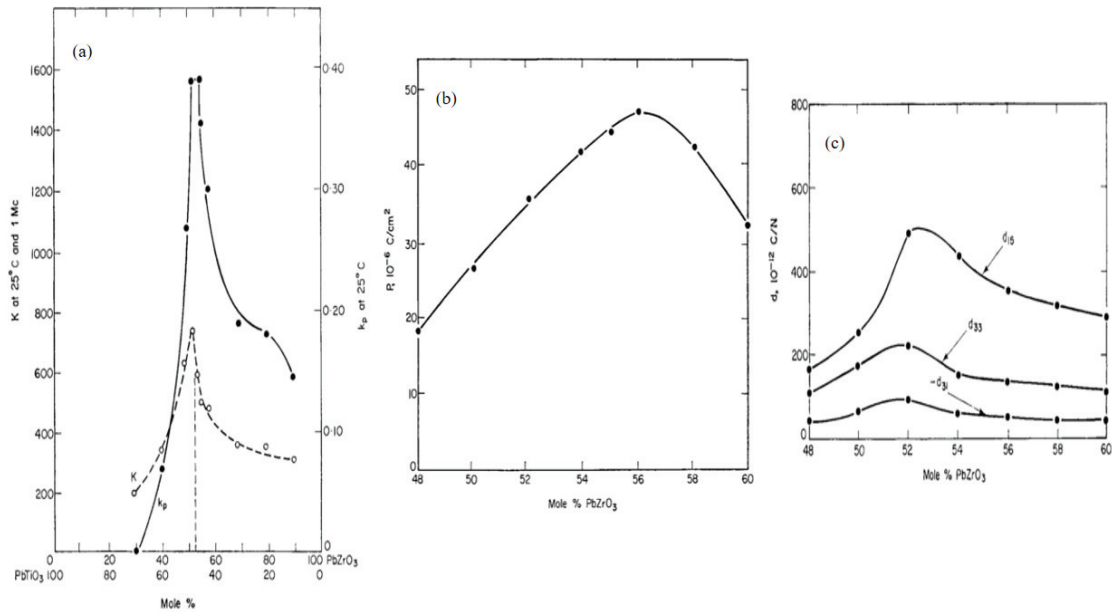 (a)
K at 25°C and 1 Mc
1600
1400
1200
1000
800
600
400
200
0·40
0·30
0·20
0·10
0
kp at 25°C
K
kp
0 20 40 60 80 100 PbZrO3
PbTiO3 100 80 60 40 20 0
Mole %
(b)
P, 10-6 C/cm2
50
40
30
20
10
0
48 50 52 54 56 58 60
Mole % PbZrO3
(c)
d, 10-12 C/N
800
600
400
200
0
d15
d33
-d31
48 50 52 54 56 58 60
Mole % PbZrO3